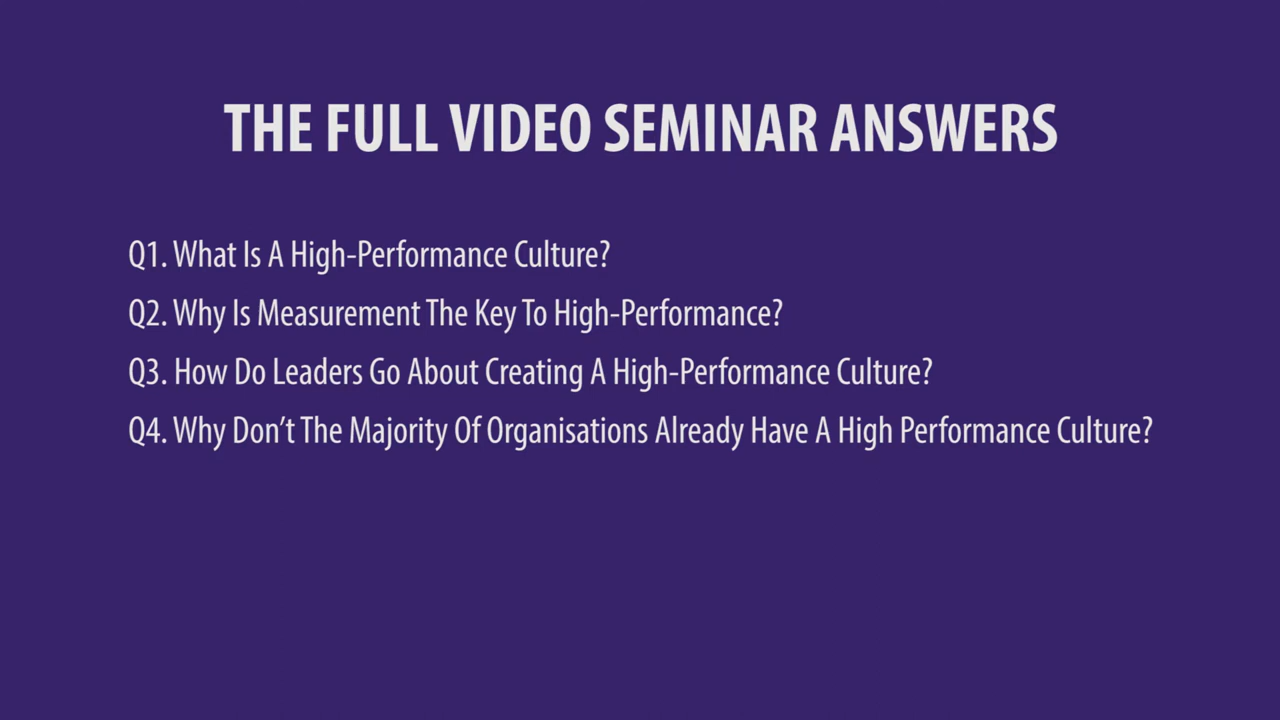 THE FULL VIDEO SEMINAR ANSWERS
Q1. What Is A High-Performance Culture?
Q2. Why Is Measurement The Key To High-Performance?
Q3. How Do Leaders Go About Creating A High-Performance Culture?
Q4. Why Don’t The Majority Of Organisations Already Have A High Performance Culture?